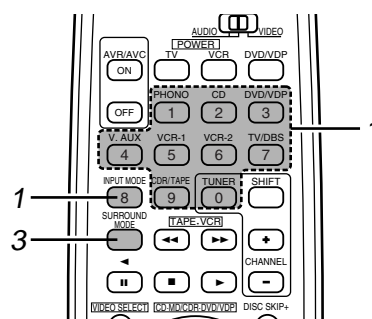 AUDIO VIDEO
POWER
AVR/AVC TV VCR DVD/VDP
ON
PHONO CD DVD/VDP
OFF 1 2 3
1
V. AUX VCR-1 VCR-2 TV/DBS
4 5 6 7
INPUT MODE CDR/TAPE TUNER SHIFT
1 8 9 0
SURROUND MODE
TAPE·VCR
3 ◄◄ ►► +
◄ CHANNEL
II ■ ► −
VIDEO SELECT CD·MD/CDR·DVD/VDP DISC SKIP+